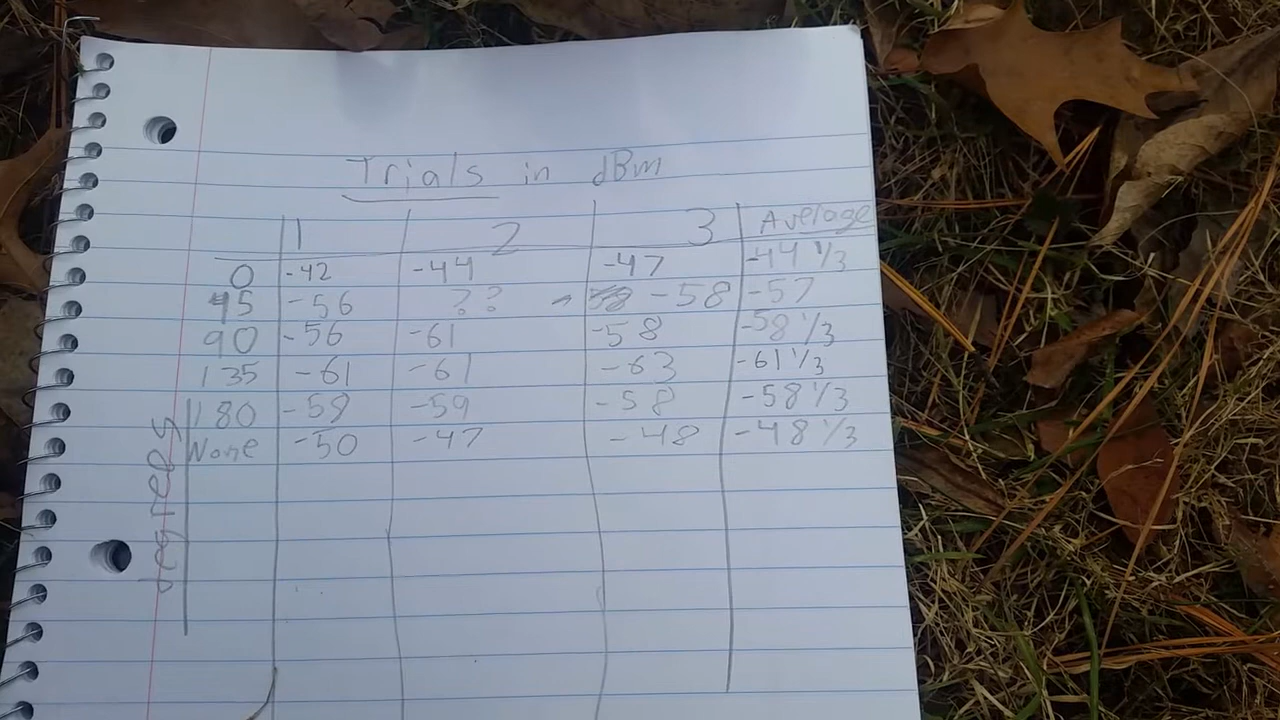 Trials in dBm
1 2 3 Average
0 -42 -44 -47 -44 1/3
45 -56 ?? -58 -57
90 -56 -61 -58 -58 1/3
135 -61 -61 -63 -61 1/3
180 -58 -59 -58 -58 1/3
None -50 -47 -48 -48 1/3
degrees